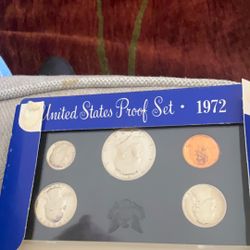 United States Proof Set · 1972